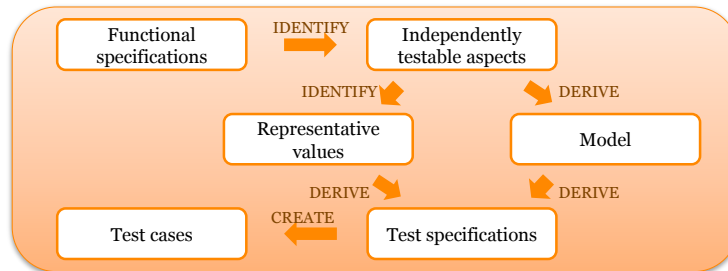 Functional
specifications
IDENTIFY
Independently
testable aspects
IDENTIFY
DERIVE
Representative
values
Model
DERIVE
DERIVE
CREATE
Test cases
Test specifications